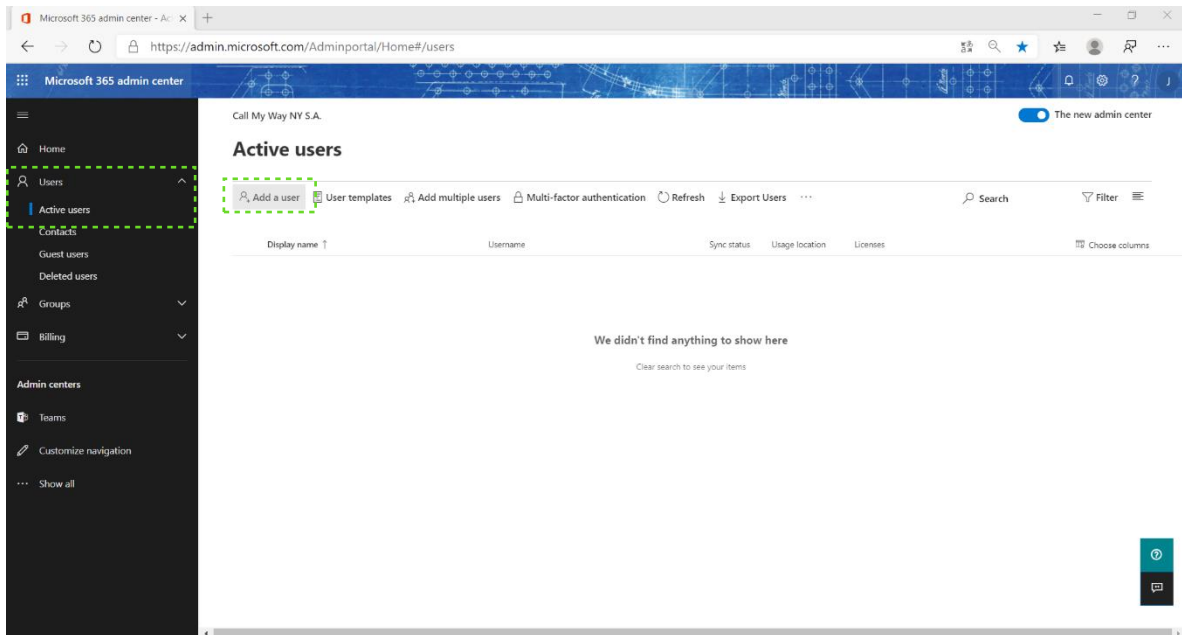 Microsoft 365 admin center - Ac
https://admin.microsoft.com/Adminportal/Home#/users
Microsoft 365 admin center
?
J
Call My Way NY S.A.
The new admin center
Home
Active users
Users
Add a user
User templates
Add multiple users
Multi-factor authentication
Refresh
Export Users
Search
Filter
Active users
Contacts
Display name ↑
Username
Sync status
Usage location
Licenses
Choose columns
Guest users
Deleted users
Groups
Billing
We didn't find anything to show here
Clear search to see your items
Admin centers
Teams
Customize navigation
Show all